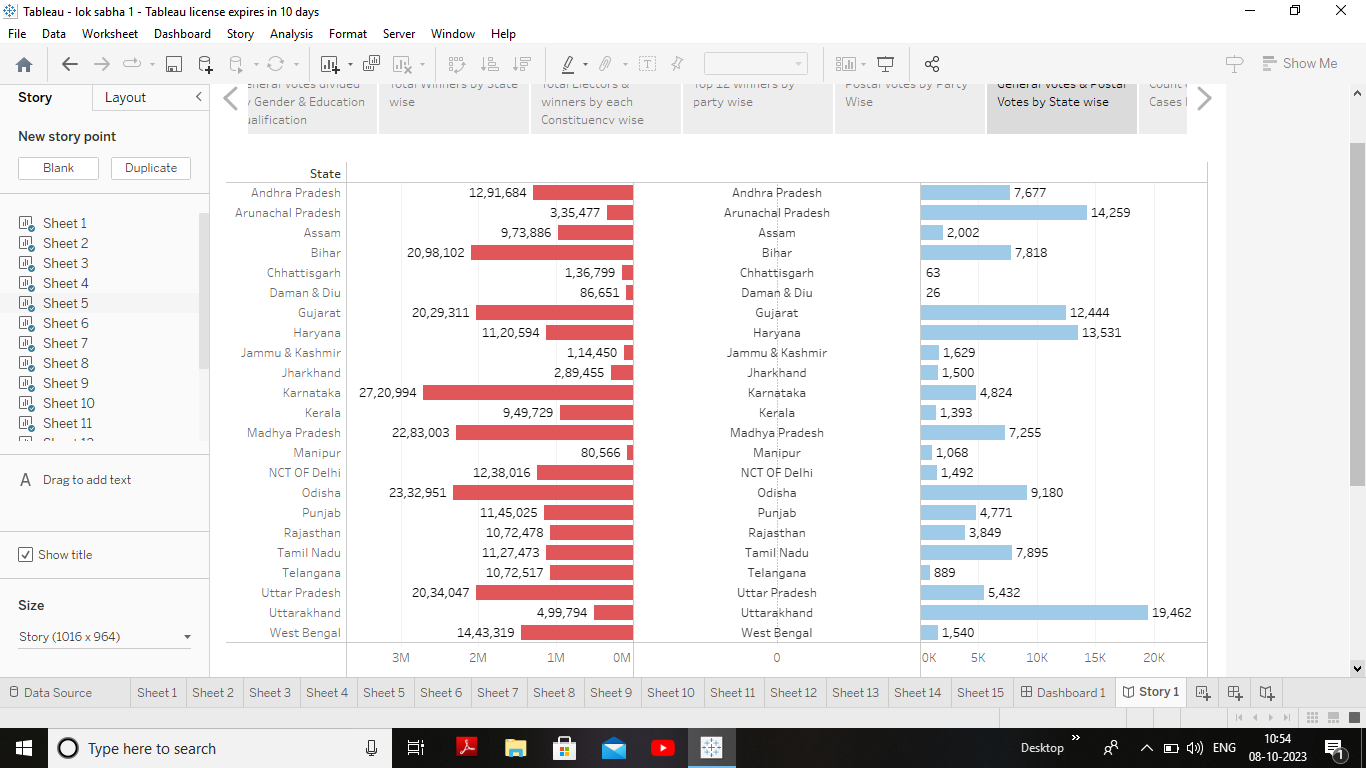 Tableau - lok sabha 1 - Tableau license expires in 10 days
File Data Worksheet Dashboard Story Analysis Format Server Window Help
Show Me
Story Layout
New story point
Blank Duplicate
Sheet 1
Sheet 2
Sheet 3
Sheet 4
Sheet 5
Sheet 6
Sheet 7
Sheet 8
Sheet 9
Sheet 10
Sheet 11
A Drag to add text
Show title
Size
Story (1016 x 964)
General votes divided
by Gender & Education
Qualification
Total Winners by State
wise
Total Electors &
winners by each
Constituency wise
Top 12 winners by
party wise
Postal Votes by Party
Wise
General Votes & Postal
Votes by State wise
Count
Cases
State
Andhra Pradesh 12,91,684 Andhra Pradesh 7,677
Arunachal Pradesh 3,35,477 Arunachal Pradesh 14,259
Assam 9,73,886 Assam 2,002
Bihar 20,98,102 Bihar 7,818
Chhattisgarh 1,36,799 Chhattisgarh 63
Daman & Diu 86,651 Daman & Diu 26
Gujarat 20,29,311 Gujarat 12,444
Haryana 11,20,594 Haryana 13,531
Jammu & Kashmir 1,14,450 Jammu & Kashmir 1,629
Jharkhand 2,89,455 Jharkhand 1,500
Karnataka 27,20,994 Karnataka 4,824
Kerala 9,49,729 Kerala 1,393
Madhya Pradesh 22,83,003 Madhya Pradesh 7,255
Manipur 80,566 Manipur 1,068
NCT OF Delhi 12,38,016 NCT OF Delhi 1,492
Odisha 23,32,951 Odisha 9,180
Punjab 11,45,025 Punjab 4,771
Rajasthan 10,72,478 Rajasthan 3,849
Tamil Nadu 11,27,473 Tamil Nadu 7,895
Telangana 10,72,517 Telangana 889
Uttar Pradesh 20,34,047 Uttar Pradesh 5,432
Uttarakhand 4,99,794 Uttarakhand 19,462
West Bengal 14,43,319 West Bengal 1,540
3M 2M 1M 0M 0 0K 5K 10K 15K 20K
Data Source Sheet 1 Sheet 2 Sheet 3 Sheet 4 Sheet 5 Sheet 6 Sheet 7 Sheet 8 Sheet 9 Sheet 10 Sheet 11 Sheet 12 Sheet 13 Sheet 14 Sheet 15 Dashboard 1 Story 1
Type here to search
Desktop
ENG
10:54
08-10-2023
1